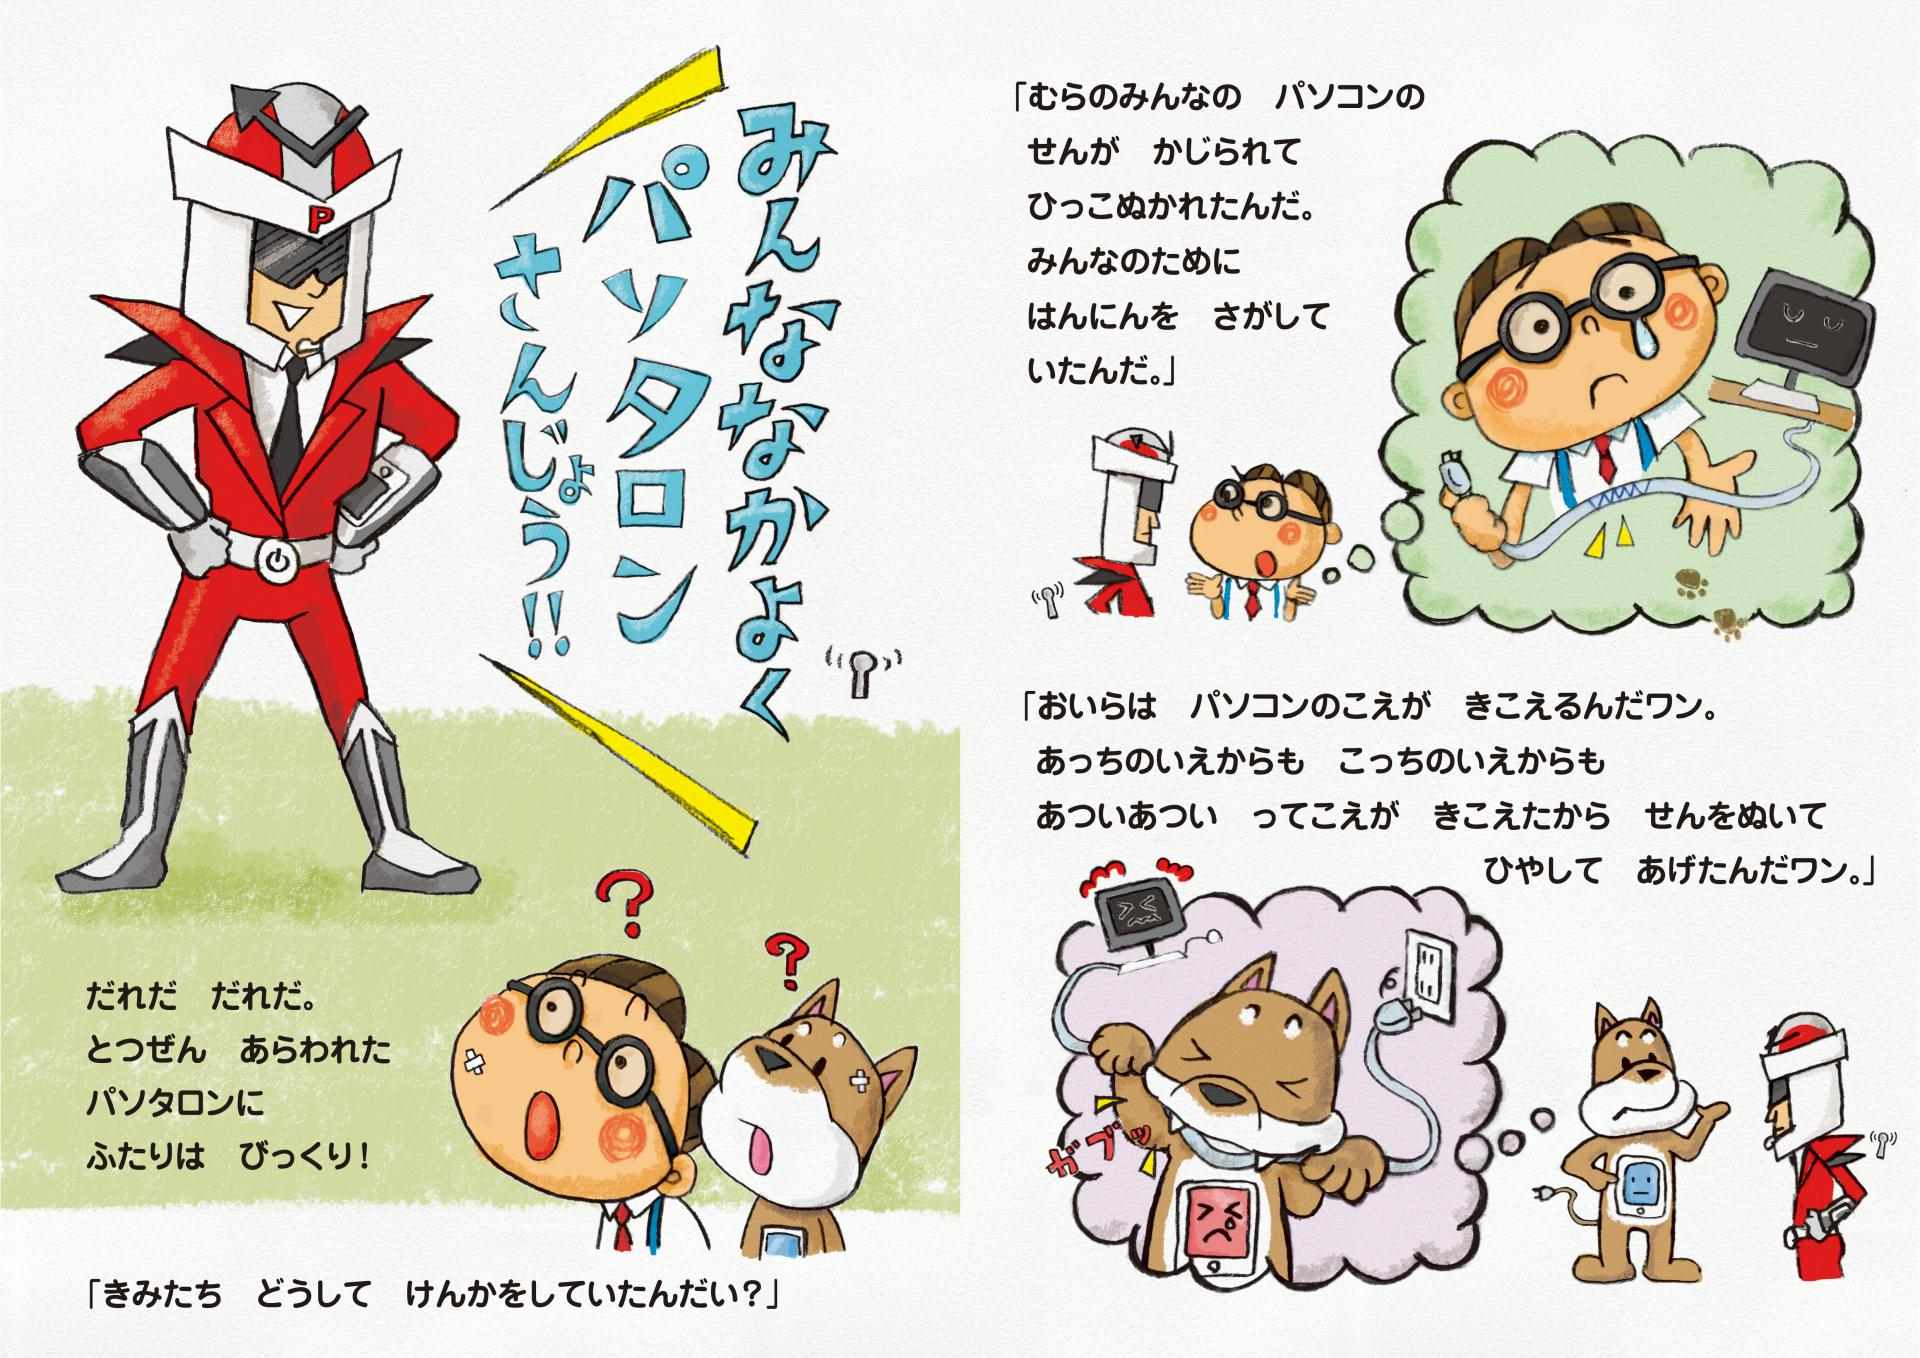 みんななかよく
パソタロン
さんじょう!!
P
だれだ　だれだ。
とつぜん　あらわれた
パソタロンに
ふたりは　びっくり！
「きみたち　どうして　けんかをしていたんだい？」
?
?
「むらのみんなの　パソコンの
せんが　かじられて
ひっこぬかれたんだ。
みんなのために
はんにんを　さがして
いたんだ。」
「おいらは　パソコンのこえが　きこえるんだワン。
あっちのいえからも　こっちのいえからも
あついあつい　ってこえが　きこえたから　せんをぬいて
ひやして　あげたんだワン。」
ガブッ